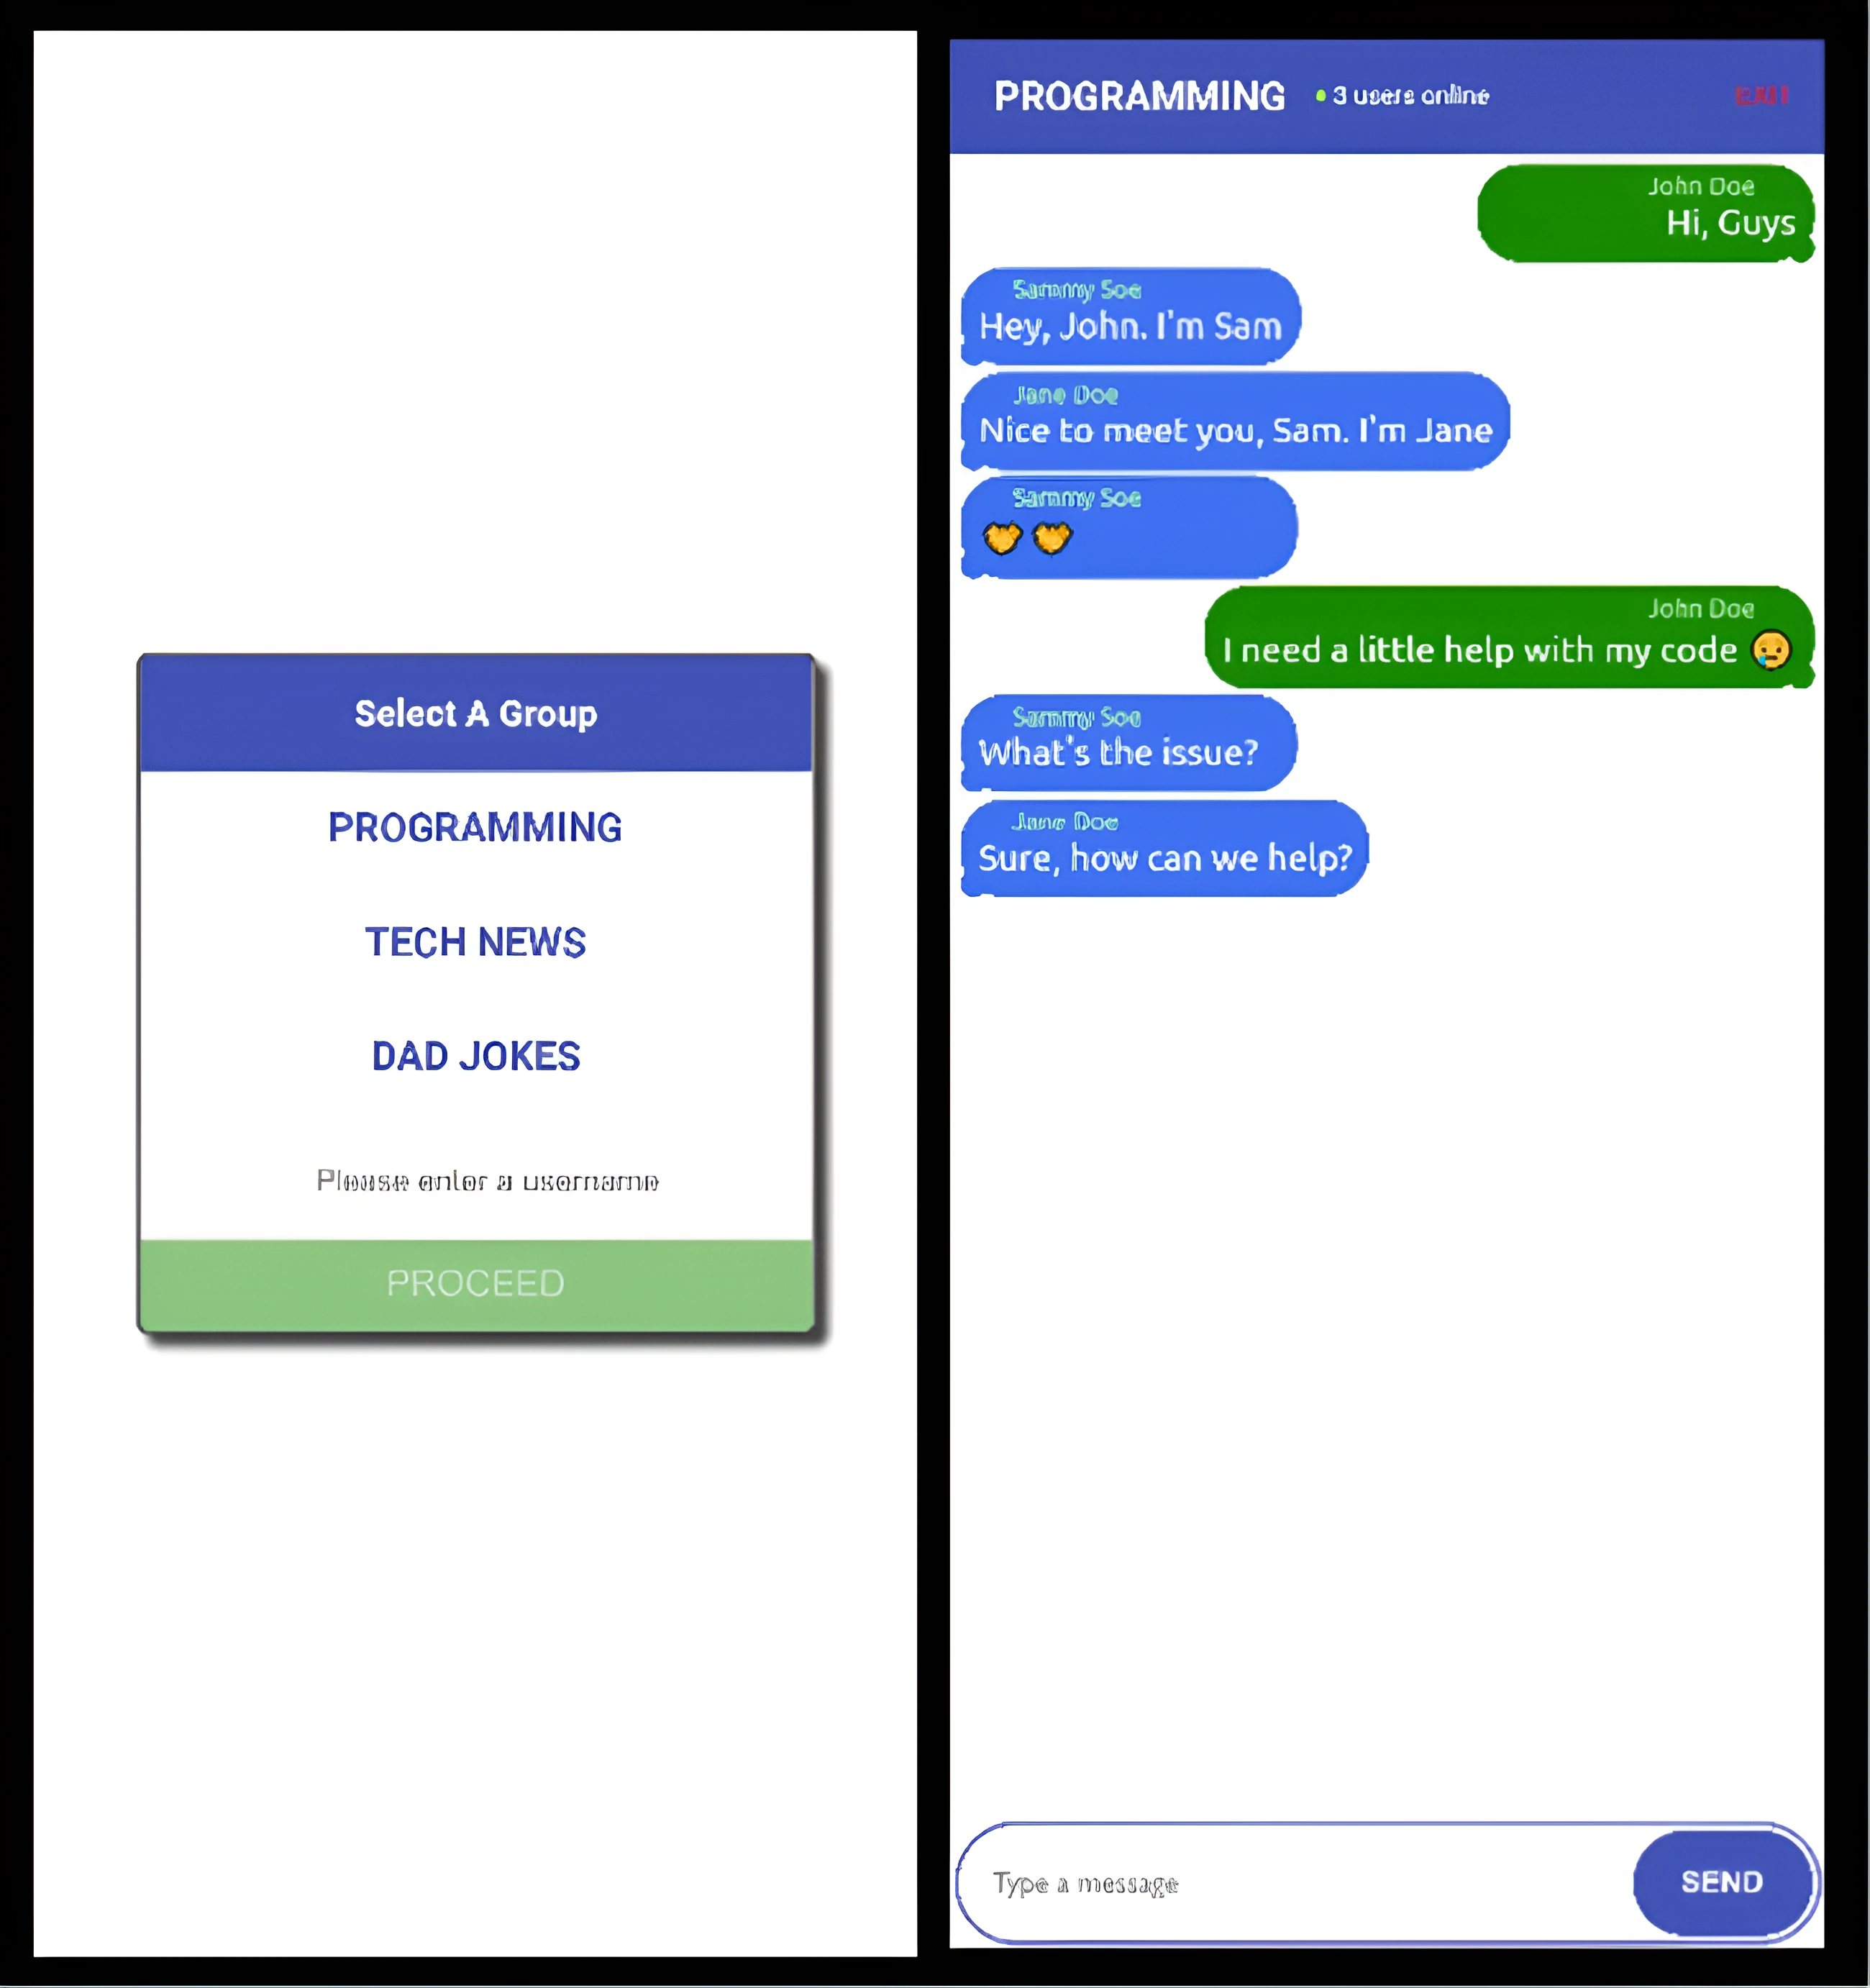 Select A Group
PROGRAMMING
TECH NEWS
DAD JOKES
Please enter a username
PROCEED
PROGRAMMING
3 users online
EXIT
John Doe
Hi, Guys
Sammy Soe
Hey, John. I'm Sam
Jane Doe
Nice to meet you, Sam. I'm Jane
Sammy Soe
John Doe
I need a little help with my code
Sammy Soe
What's the issue?
Jane Doe
Sure, how can we help?
Type a message
SEND